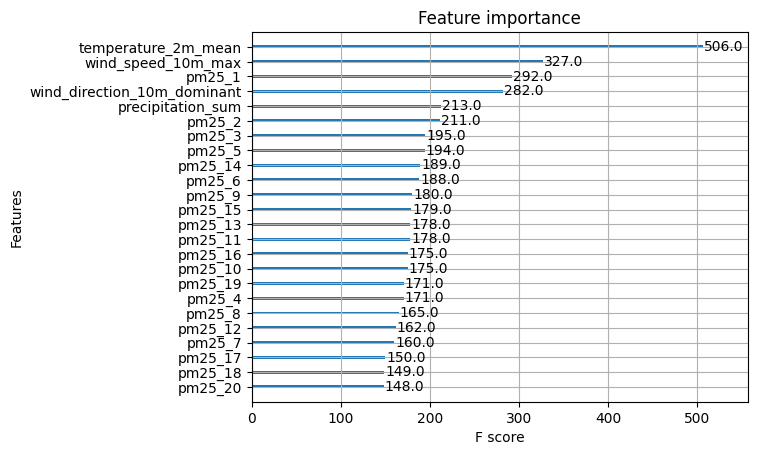 Feature importance
Features
temperature_2m_mean 506.0
wind_speed_10m_max 327.0
pm25_1 292.0
wind_direction_10m_dominant 282.0
precipitation_sum 213.0
pm25_2 211.0
pm25_3 195.0
pm25_5 194.0
pm25_14 189.0
pm25_6 188.0
pm25_9 180.0
pm25_15 179.0
pm25_13 178.0
pm25_11 178.0
pm25_16 175.0
pm25_10 175.0
pm25_19 171.0
pm25_4 171.0
pm25_8 165.0
pm25_12 162.0
pm25_7 160.0
pm25_17 150.0
pm25_18 149.0
pm25_20 148.0
0 100 200 300 400 500
F score